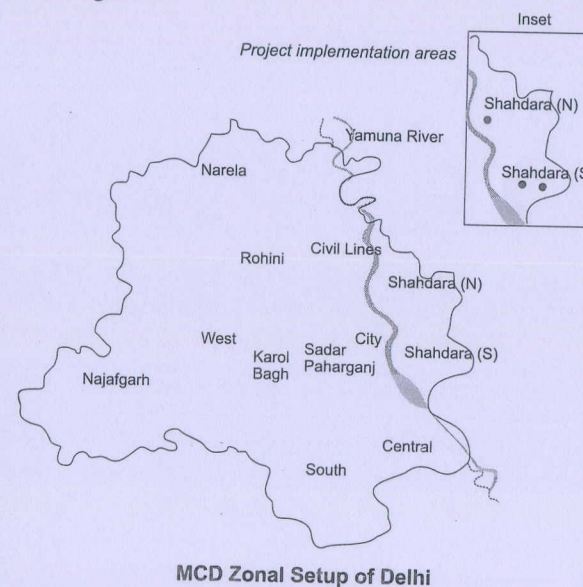 Inset
Project implementation areas
Shahdara (N)
Shahdara (S
Yamuna River
Narela
Civil Lines
Rohini
Shahdara (N)
West
City
Karol
Bagh
Sadar
Paharganj
Shahdara (S)
Najafgarh
Central
South
MCD Zonal Setup of Delhi